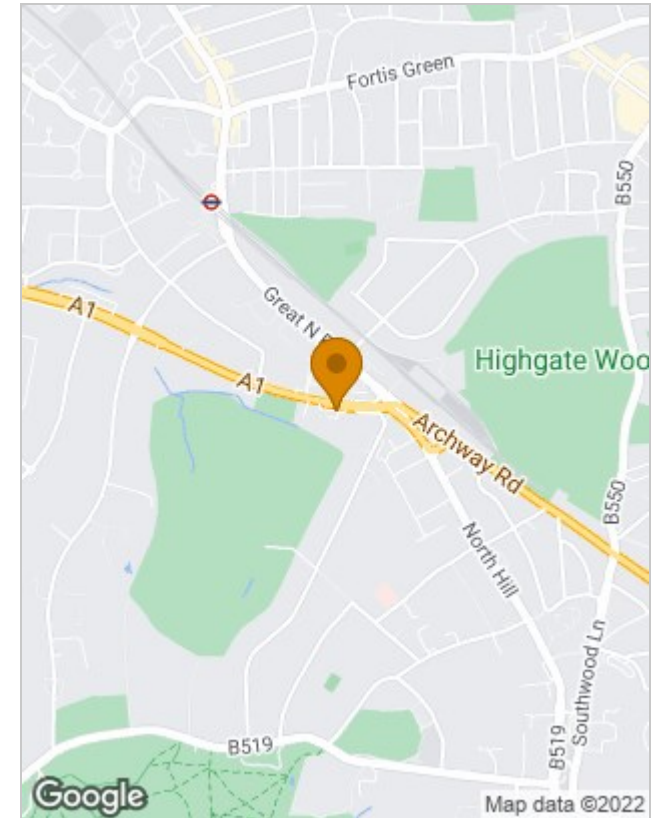 Fortis Green
B550
A1
Great N
A1
Highgate Woo
Archway Rd
B550
North Hill
Southwood Ln
B519
B519
Google
Map data ©2022